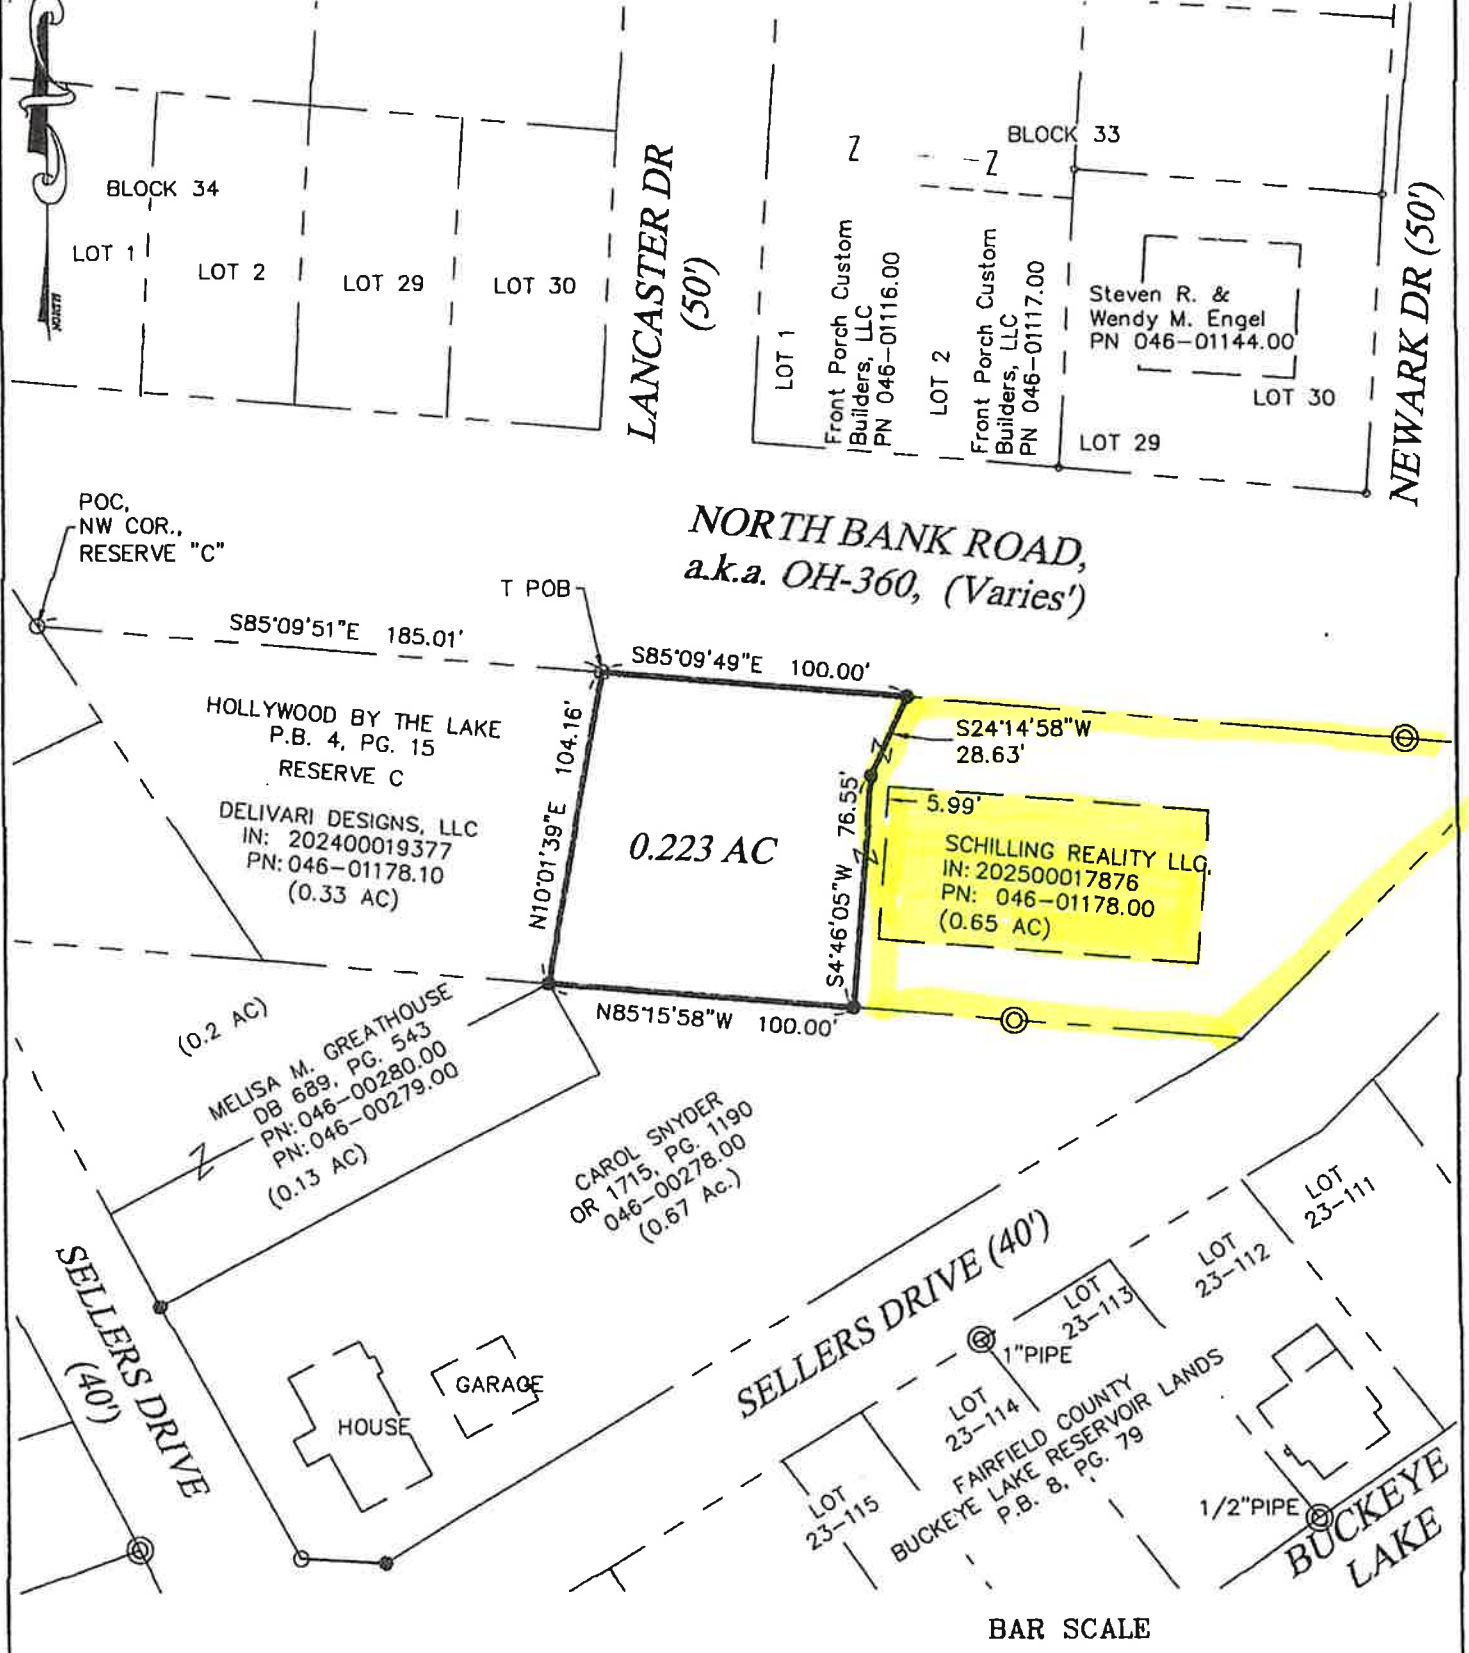 BLOCK 34
LOT 1
LOT 2
LOT 29
LOT 30
LANCASTER DR
(50')
BLOCK 33
LOT 1
Front Porch Custom
Builders, LLC
PN 046-01116.00
LOT 2
Front Porch Custom
Builders, LLC
PN 046-01117.00
Steven R. &
Wendy M. Engel
PN 046-01144.00
LOT 30
LOT 29
NEWARK DR (50')
POC,
NW COR.,
RESERVE "C"
NORTH BANK ROAD,
a.k.a. OH-360, (Varies')
T POB
S85°09'51"E 185.01'
S85°09'49"E 100.00'
HOLLYWOOD BY THE LAKE
P.B. 4, PG. 15
RESERVE C
DELIVARI DESIGNS, LLC
IN: 202400019377
PN: 046-01178.10
(0.33 AC)
N10°01'39"E 104.16'
0.223 AC
S24°14'58"W
28.63'
S4°46'05"W 76.55'
5.99'
SCHILLING REALITY LLC,
IN: 202500017876
PN: 046-01178.00
(0.65 AC)
N85°15'58"W 100.00'
(0.2 AC)
MELISA M. GREATHOUSE
DB 689, PG. 543
PN: 046-00280.00
PN: 046-00279.00
(0.13 AC)
CAROL SNYDER
OR 1715, PG. 1190
046-00278.00
(0.67 Ac.)
SELLERS DRIVE
(40')
HOUSE
GARAGE
SELLERS DRIVE (40')
LOT
23-111
LOT
23-112
LOT
23-113
1"PIPE
LOT
23-114
LOT
23-115
FAIRFIELD COUNTY
BUCKEYE LAKE RESERVOIR LANDS
P.B. 8, PG. 79
1/2"PIPE
BUCKEYE
LAKE
BAR SCALE